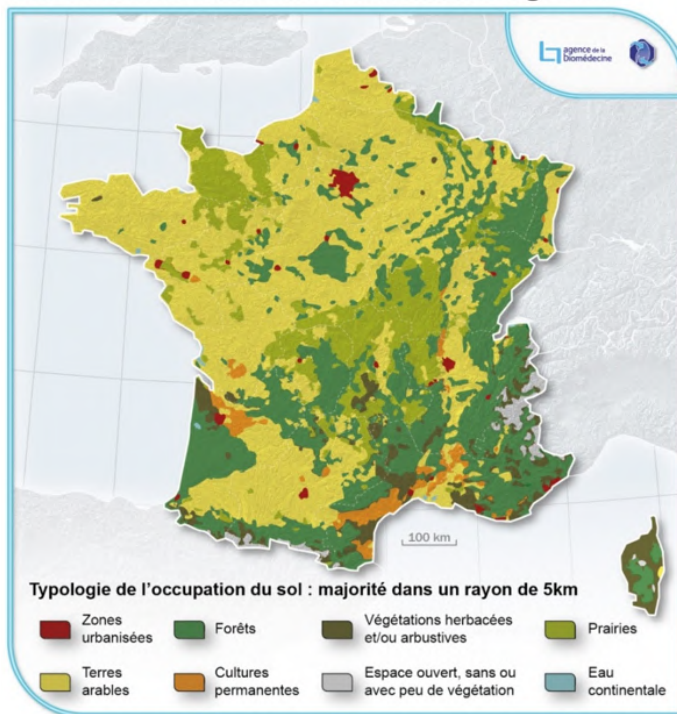 agence de la
biomédecine
100 km
Typologie de l'occupation du sol : majorité dans un rayon de 5km
Zones
urbanisées
Forêts
Végétations herbacées
et/ou arbustives
Prairies
Terres
arables
Cultures
permanentes
Espace ouvert, sans ou
avec peu de végétation
Eau
continentale